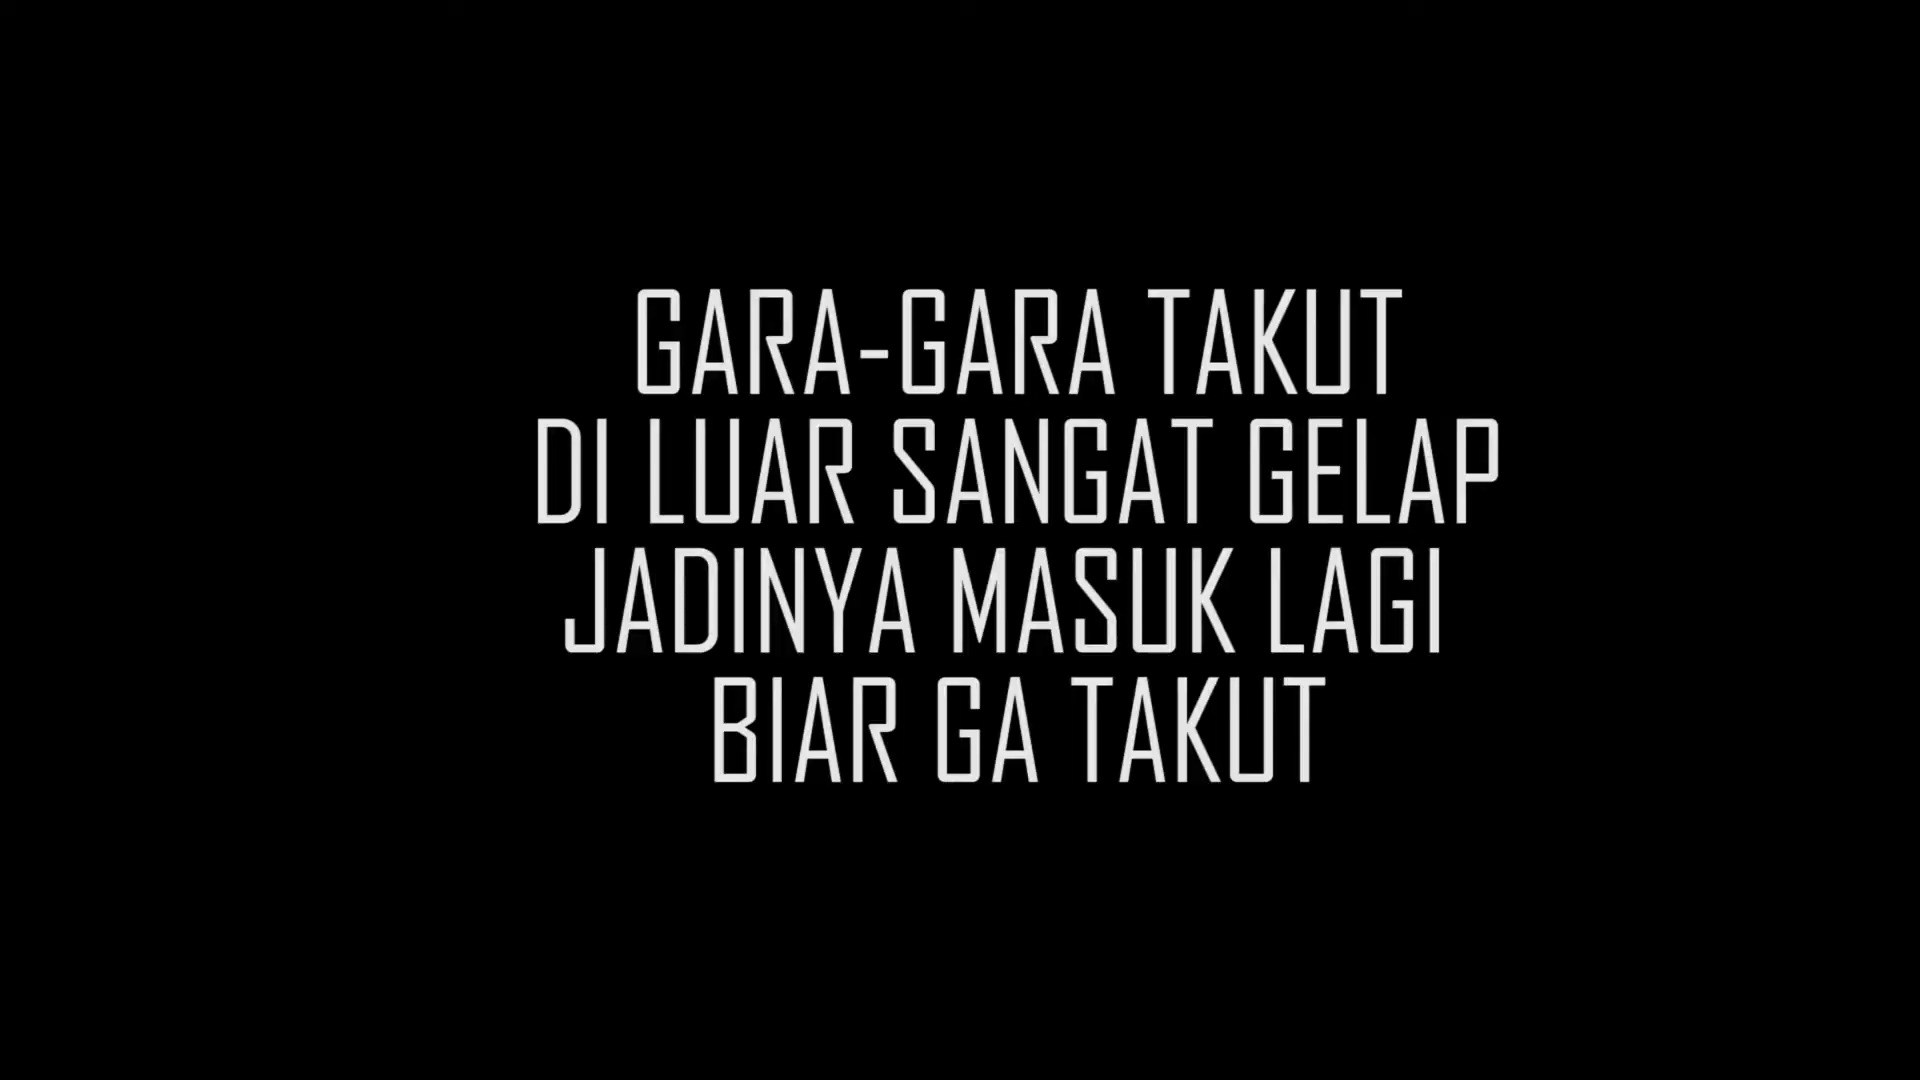 GARA-GARA TAKUT
DI LUAR SANGAT GELAP
JADINYA MASUK LAGI
BIAR GA TAKUT